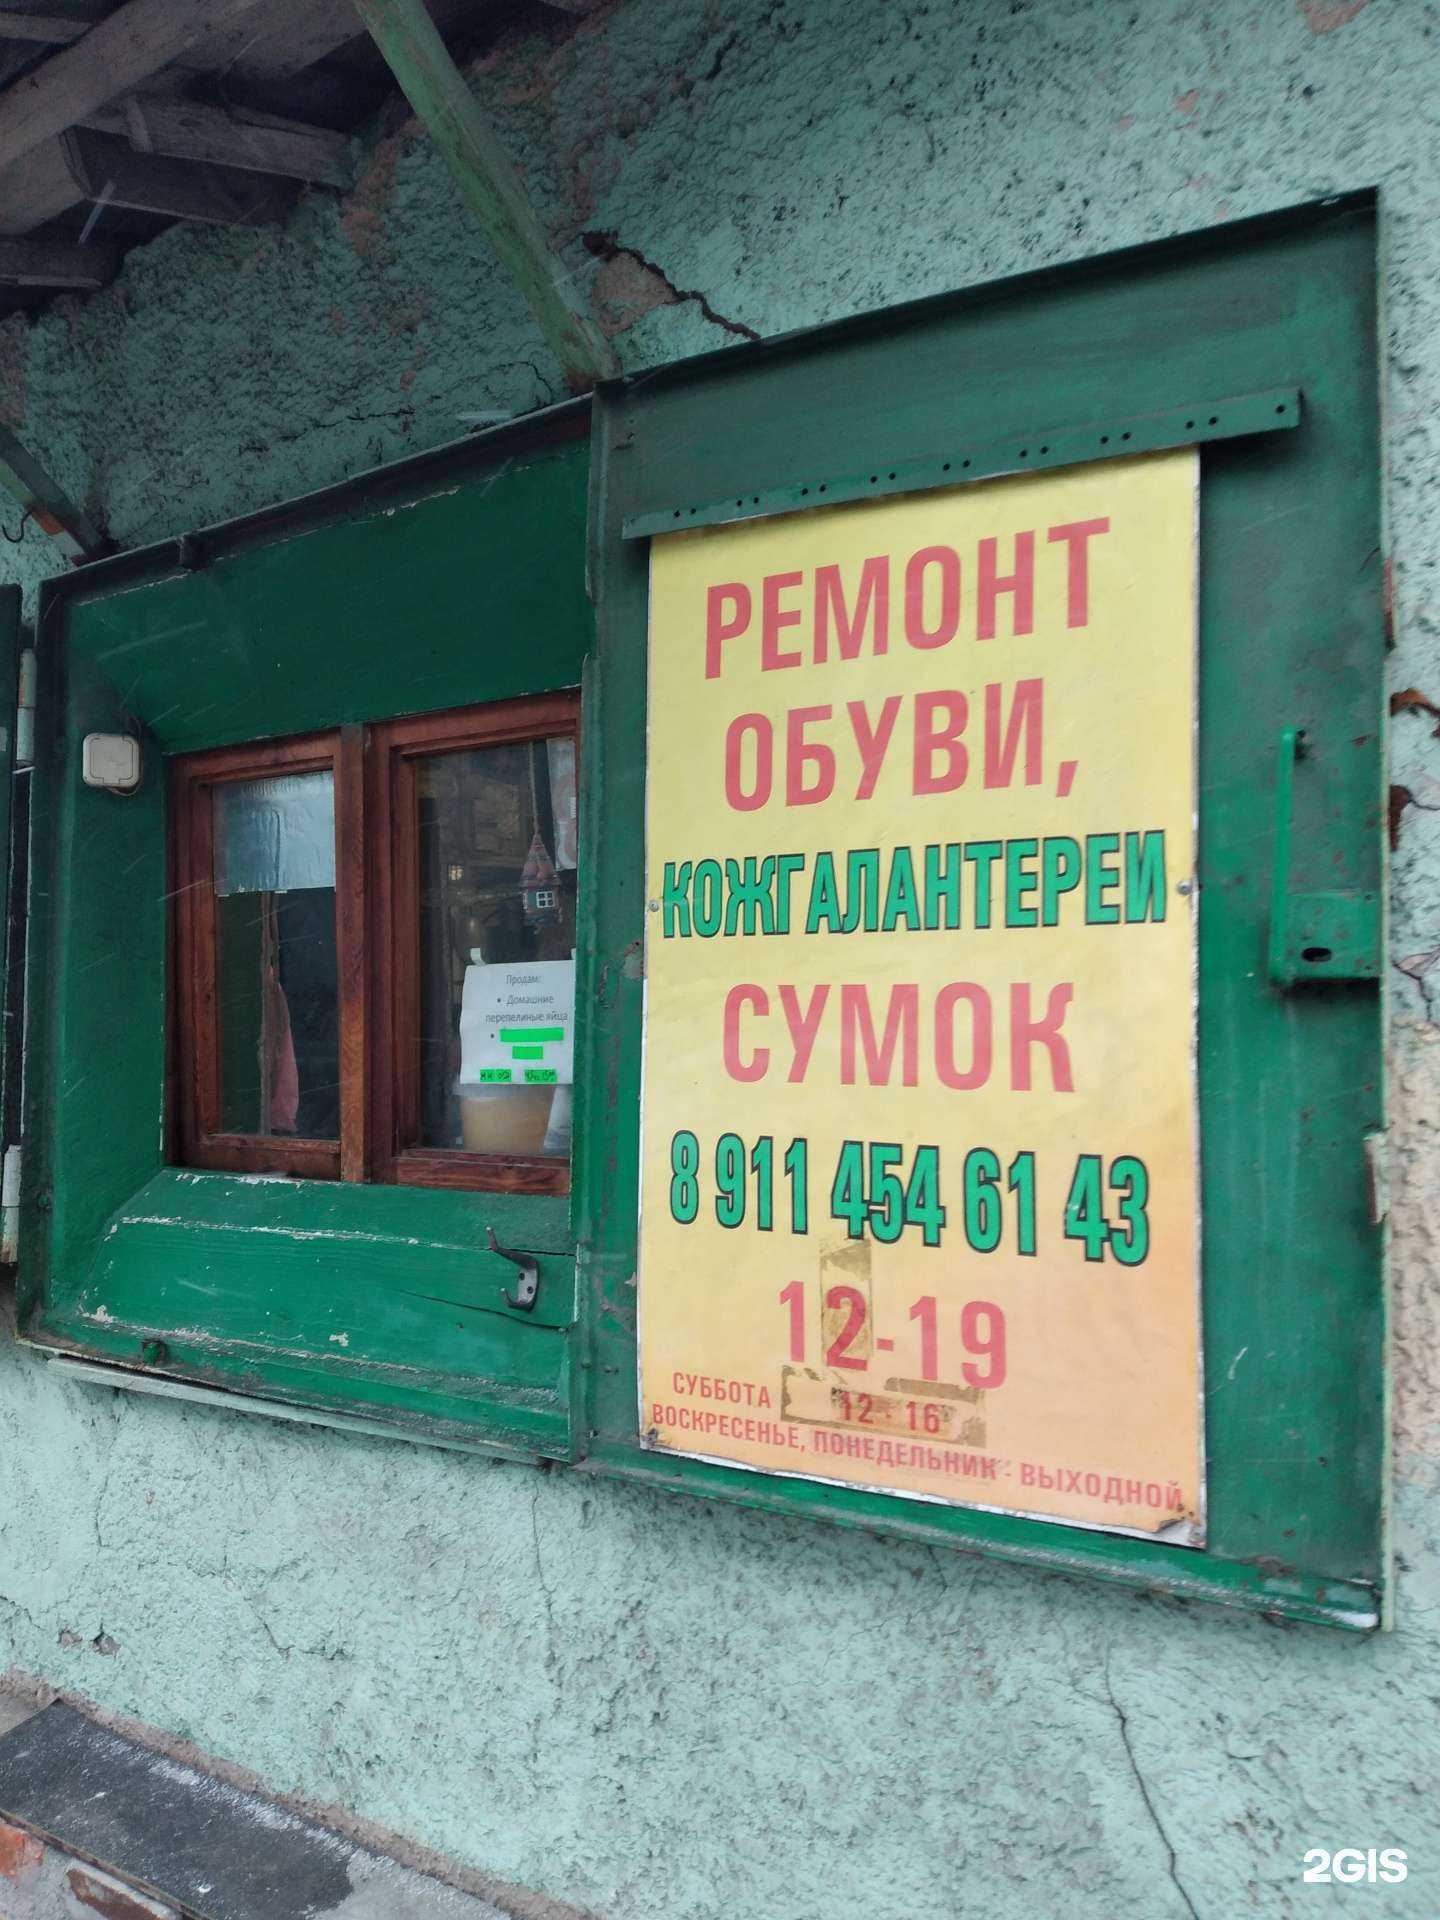 РЕМОНТ
ОБУВИ,
КОЖГАЛАНТЕРЕИ
СУМОК
8 911 454 61 43
12-19
СУББОТА 12 - 16
ВОСКРЕСЕНЬЕ, ПОНЕДЕЛЬНИК - ВЫХОДНОЙ
Продам:
• Домашние
перепелиные яйца
2GIS